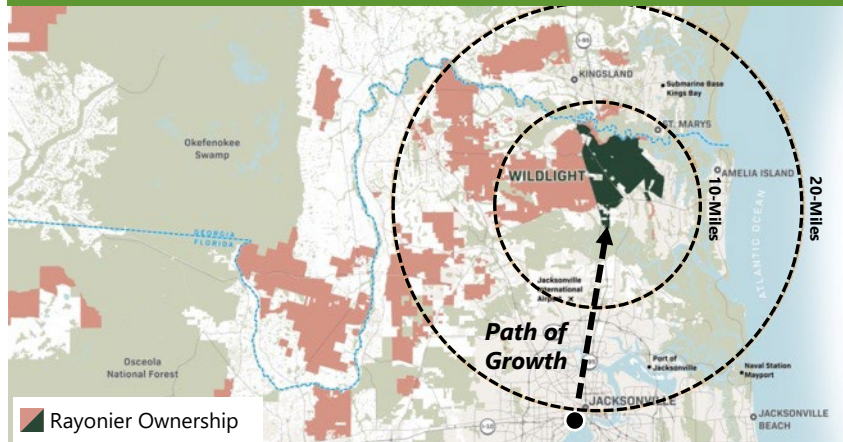 I-95
KINGSLAND
Submarine Base
Kings Bay
ST. MARYS
Okefenokee
Swamp
WILDLIGHT
AMELIA ISLAND
10-Miles
20-Miles
GEORGIA
FLORIDA
ATLANTIC OCEAN
Jacksonville
International
Airport
Path of
Growth
Osceola
National Forest
Port of
Jacksonville
Naval Station
Mayport
Rayonier Ownership
JACKSONVILLE
JACKSONVILLE
BEACH
I-10